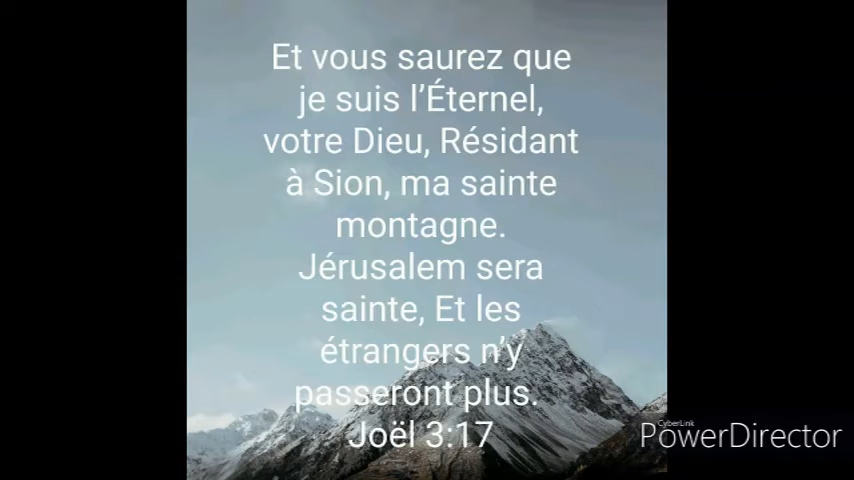 Et vous saurez que
je suis l’Éternel,
votre Dieu, Résidant
à Sion, ma sainte
montagne.
Jérusalem sera
sainte, Et les
étrangers n’y
passeront plus.
Joël 3:17
CyberLink
PowerDirector